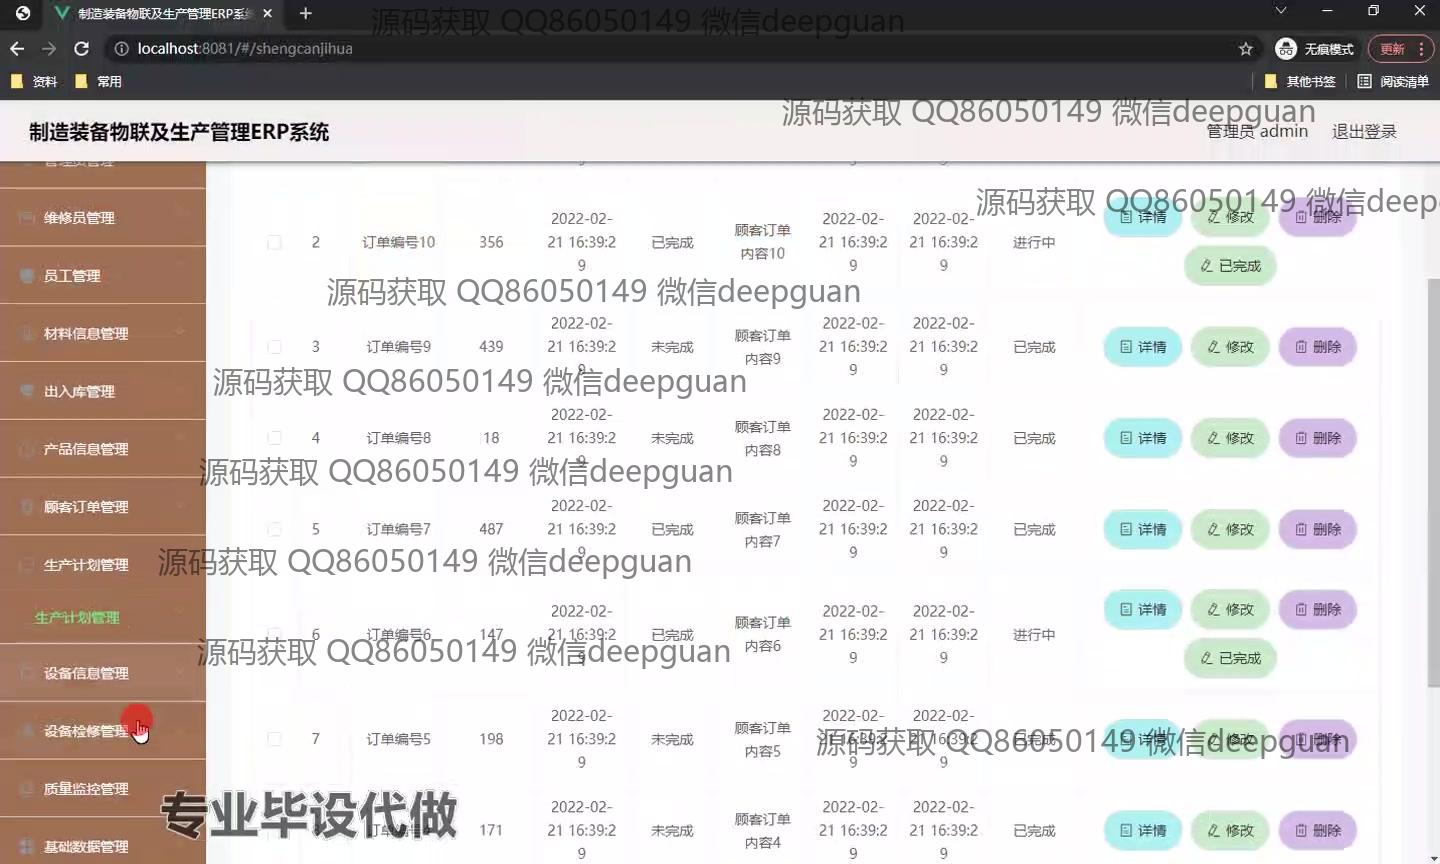 制造装备物联及生产管理ERP系统
源码获取 QQ86050149 微信deepguan
localhost:8081/#/shengcanjihua
无痕模式
更新
资料
常用
其他书签
阅读清单
源码获取 QQ86050149 微信deepguan
制造装备物联及生产管理ERP系统
管理员 admin
退出登录
管理员管理
维修员管理
员工管理
材料信息管理
出入库管理
产品信息管理
顾客订单管理
生产计划管理
生产计划管理
设备信息管理
设备检修管理
质量监控管理
基础数据管理
源码获取 QQ86050149 微信deep
2 订单编号10 356 2022-02-21 16:39:29 已完成 顾客订单内容10 2022-02-21 16:39:29 2022-02-21 16:39:29 进行中 详情 修改 删除
已完成
源码获取 QQ86050149 微信deepguan
3 订单编号9 439 2022-02-21 16:39:29 未完成 顾客订单内容9 2022-02-21 16:39:29 2022-02-21 16:39:29 已完成 详情 修改 删除
源码获取 QQ86050149 微信deepguan
4 订单编号8 18 2022-02-21 16:39:29 未完成 顾客订单内容8 2022-02-21 16:39:29 2022-02-21 16:39:29 已完成 详情 修改 删除
源码获取 QQ86050149 微信deepguan
5 订单编号7 487 2022-02-21 16:39:29 已完成 顾客订单内容7 2022-02-21 16:39:29 2022-02-21 16:39:29 已完成 详情 修改 删除
源码获取 QQ86050149 微信deepguan
6 订单编号6 147 2022-02-21 16:39:29 已完成 顾客订单内容6 2022-02-21 16:39:29 2022-02-21 16:39:29 进行中 详情 修改 删除
已完成
源码获取 QQ86050149 微信deepguan
7 订单编号5 198 2022-02-21 16:39:29 未完成 顾客订单内容5 2022-02-21 16:39:29 2022-02-21 16:39:29 已完成 详情 修改 删除
源码获取 QQ86050149 微信deepguan
171 2022-02-21 16:39:29 未完成 顾客订单内容4 2022-02-21 16:39:29 2022-02-21 16:39:29 已完成 详情 修改 删除
专业毕设代做